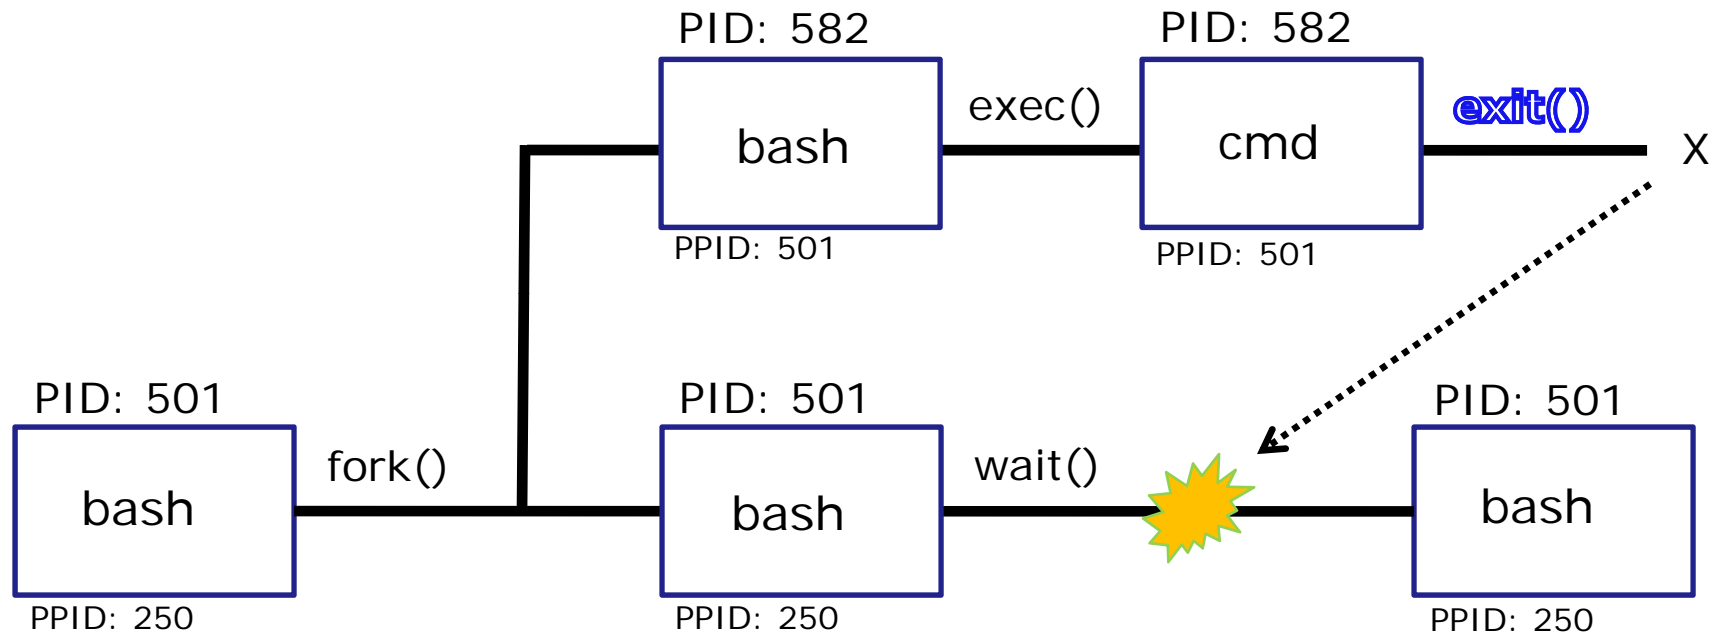 PID: 582
PID: 582
bash
exec()
cmd
exit()
X
PPID: 501
PPID: 501
PID: 501
PID: 501
PID: 501
bash
fork()
bash
wait()
bash
PPID: 250
PPID: 250
PPID: 250